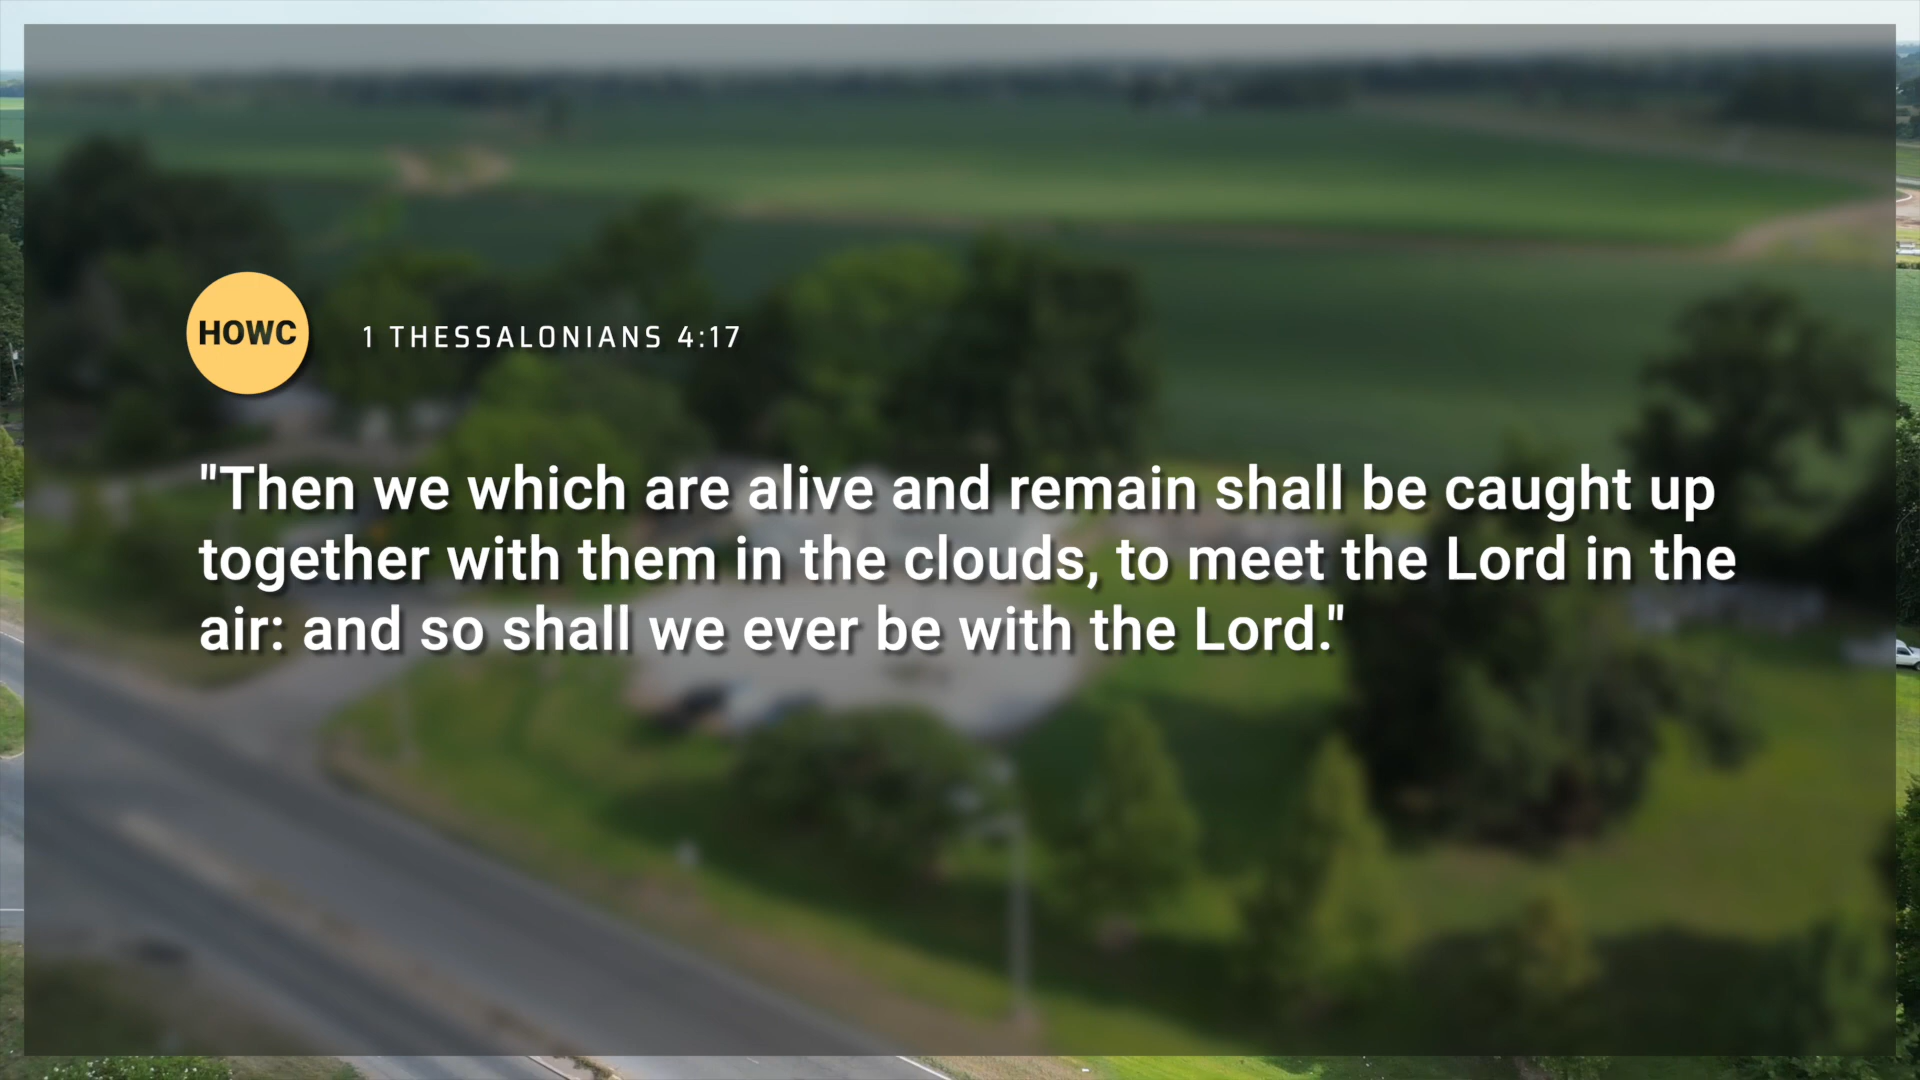 HOWC
1 THESSALONIANS 4:17
"Then we which are alive and remain shall be caught up
together with them in the clouds, to meet the Lord in the
air: and so shall we ever be with the Lord."